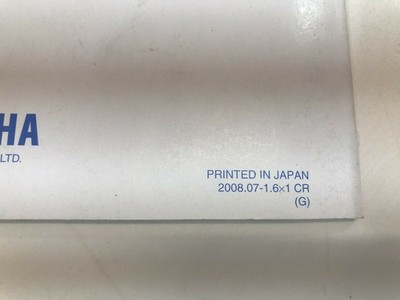 HA
LTD.
PRINTED IN JAPAN
2008.07-1.6×1 CR
(G)